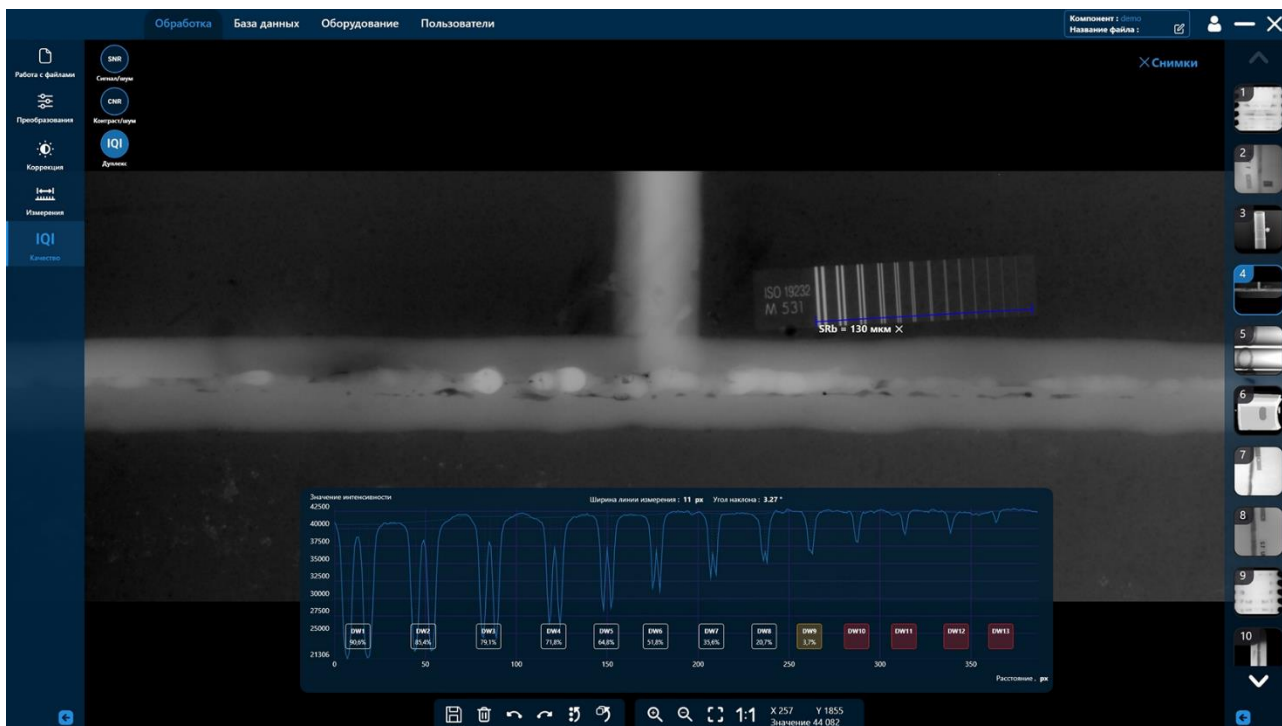 Обработка База данных Оборудование Пользователи
Компонент : demo
Название файла :
Работа с файлами
Преобразования
Коррекция
Измерения
IQI
Качество
SNR
Сигнал/шум
CNR
Контраст/шум
IQI
Дуплекс
Снимки
1
2
3
4
5
6
7
8
9
10
ISO 19232
M 531
SRb = 130 мкм
Значение интенсивности
Ширина линии измерения : 11 px Угол наклона : 3.27 °
42500
40000
37500
35000
32500
30000
27500
25000
21306
DW1 DW2 DW3 DW4 DW5 DW6 DW7 DW8 DW9 DW10 DW11 DW12 DW13
90,6% 85,4% 79,1% 71,8% 64,8% 51,8% 35,6% 20,7% 3,7%
0 50 100 150 200 250 300 350
Расстояние , px
1:1
X 257 Y 1855
Значение 44 082